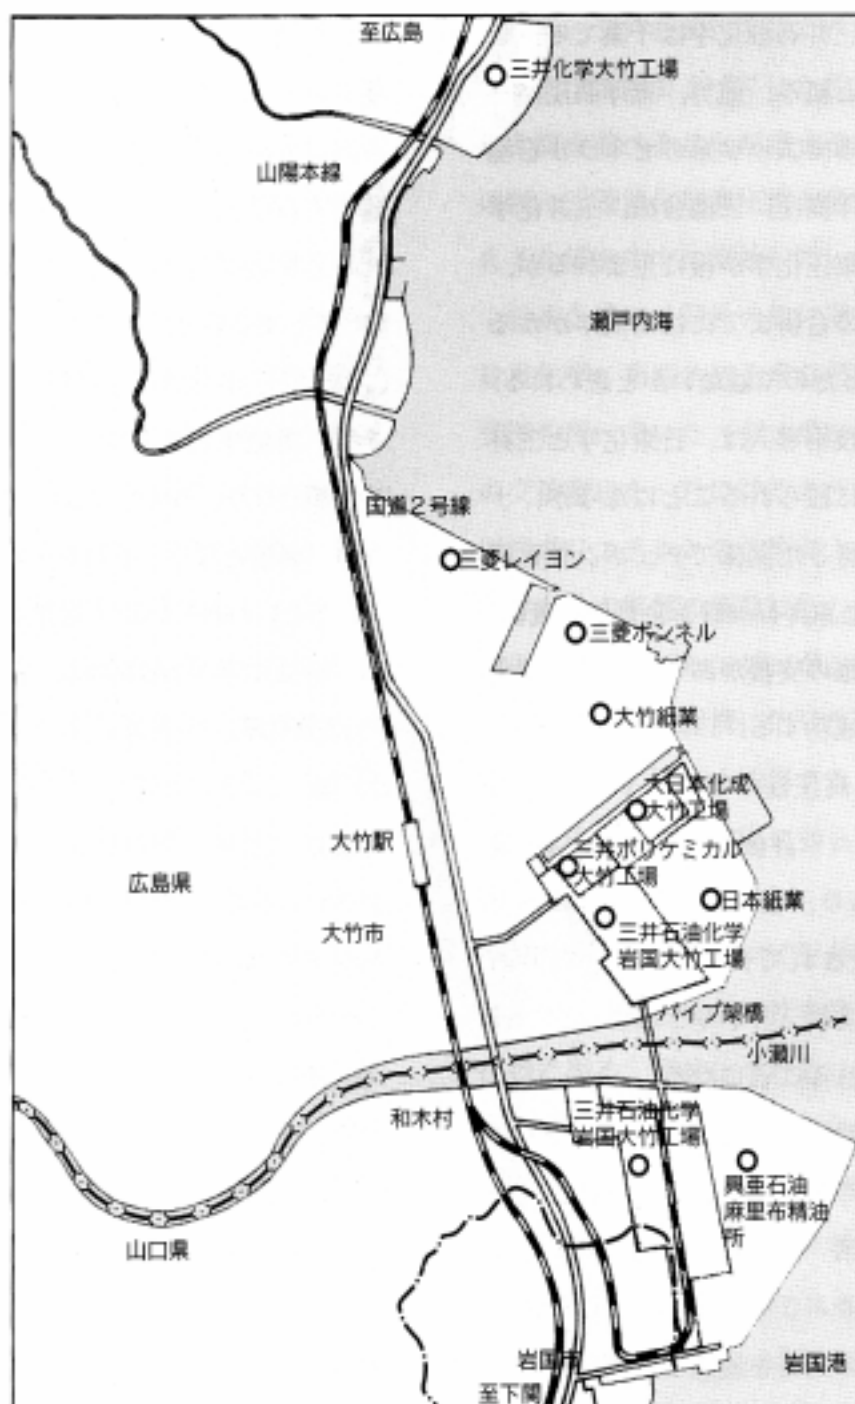 至広島
三井化学大竹工場
山陽本線
瀬戸内海
国道2号線
三菱レイヨン
三菱ボンネル
大竹紙業
大日本化成
大竹工場
大竹駅
三井ポリケミカル
大竹工場
広島県
日本紙業
大竹市
三井石油化学
岩国大竹工場
パイプ架橋
小瀬川
和木村
三井石油化学
岩国大竹工場
興亜石油
麻里布精油
所
山口県
岩国市
岩国港
至下関